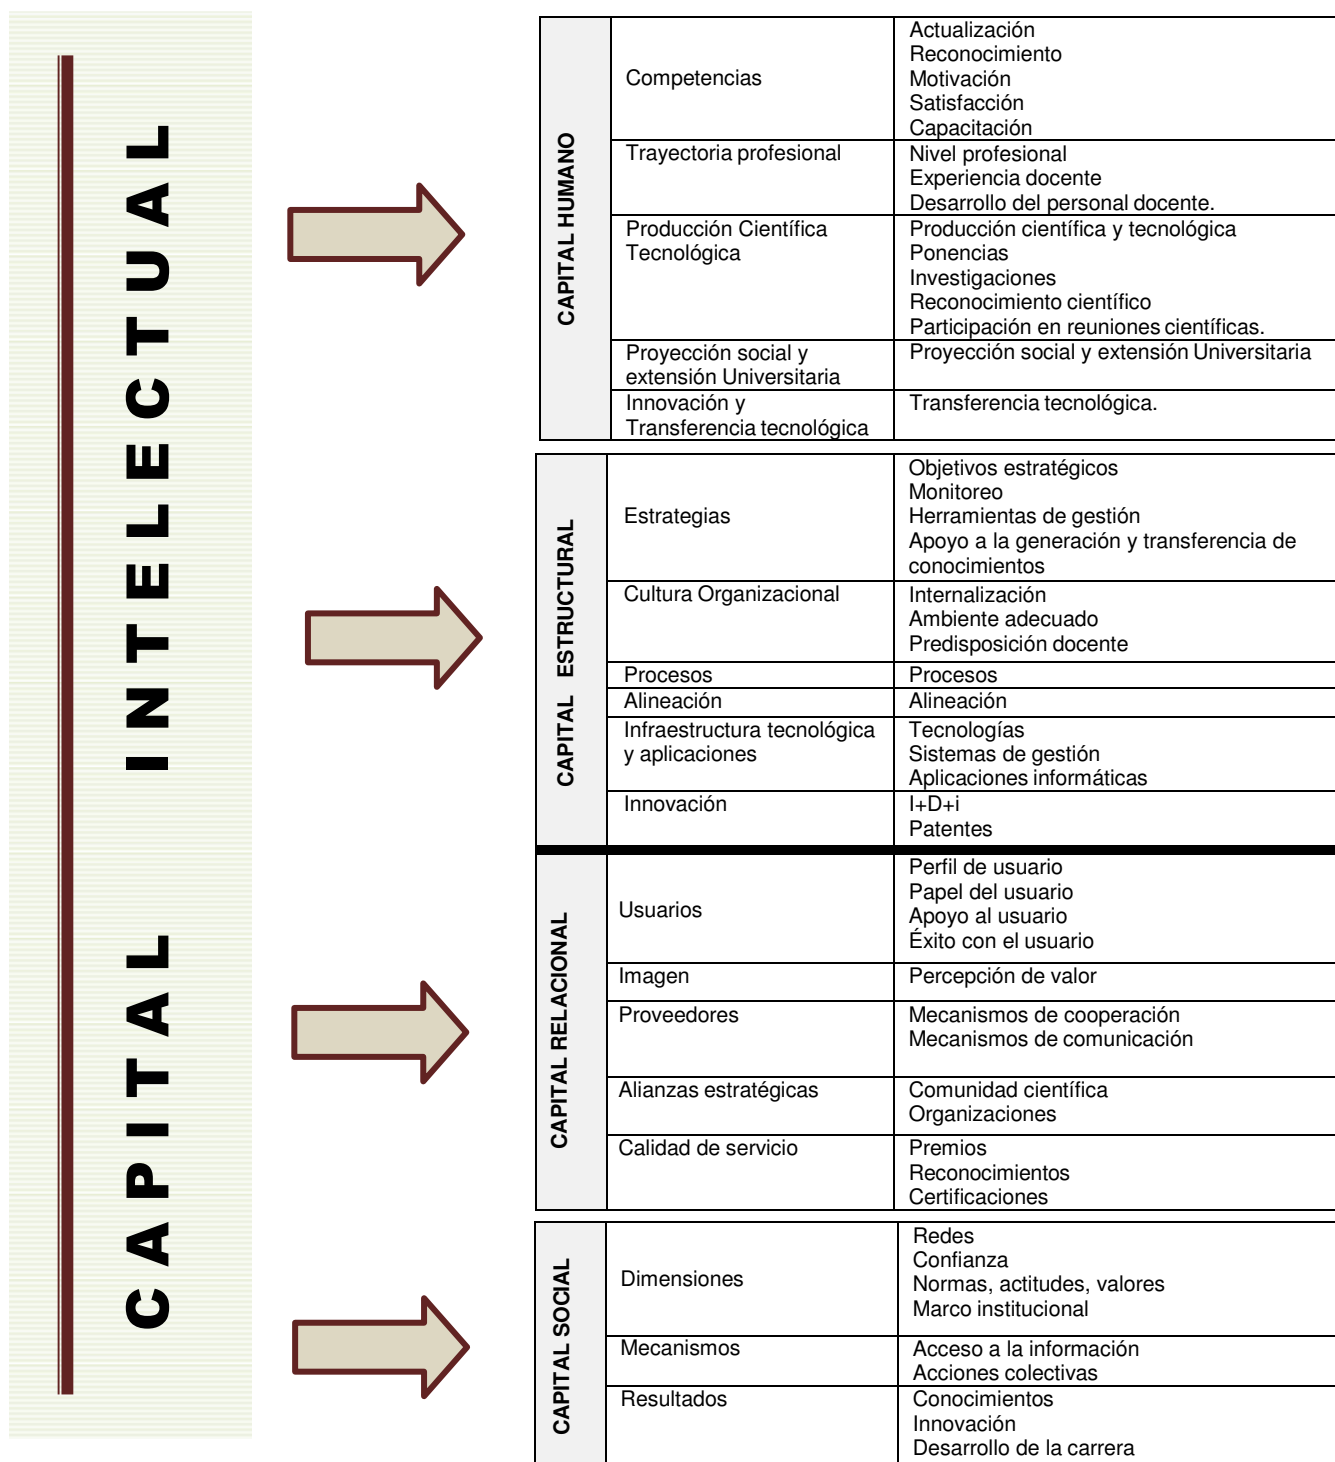 CAPITAL INTELECTUAL
CAPITAL HUMANO
Competencias
Actualización
Reconocimiento
Motivación
Satisfacción
Capacitación
Trayectoria profesional
Nivel profesional
Experiencia docente
Desarrollo del personal docente.
Producción Científica
Tecnológica
Producción científica y tecnológica
Ponencias
Investigaciones
Reconocimiento científico
Participación en reuniones científicas.
Proyección social y
extensión Universitaria
Proyección social y extensión Universitaria
Innovación y
Transferencia tecnológica
Transferencia tecnológica.
CAPITAL ESTRUCTURAL
Estrategias
Objetivos estratégicos
Monitoreo
Herramientas de gestión
Apoyo a la generación y transferencia de
conocimientos
Cultura Organizacional
Internalización
Ambiente adecuado
Predisposición docente
Procesos
Procesos
Alineación
Alineación
Infraestructura tecnológica
y aplicaciones
Tecnologías
Sistemas de gestión
Aplicaciones informáticas
Innovación
I+D+i
Patentes
CAPITAL RELACIONAL
Usuarios
Perfil de usuario
Papel del usuario
Apoyo al usuario
Éxito con el usuario
Imagen
Percepción de valor
Proveedores
Mecanismos de cooperación
Mecanismos de comunicación
Alianzas estratégicas
Comunidad científica
Organizaciones
Calidad de servicio
Premios
Reconocimientos
Certificaciones
CAPITAL SOCIAL
Dimensiones
Redes
Confianza
Normas, actitudes, valores
Marco institucional
Mecanismos
Acceso a la información
Acciones colectivas
Resultados
Conocimientos
Innovación
Desarrollo de la carrera